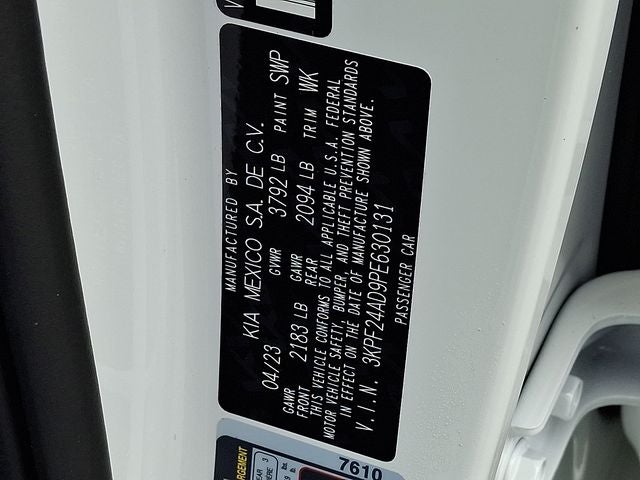 MANUFACTURED BY
KIA MEXICO S.A. DE C.V.
04/23 GVWR 3792 LB PAINT SWP
GAWR FRONT 2183 LB GAWR REAR 2094 LB TRIM WK
THIS VEHICLE CONFORMS TO ALL APPLICABLE U.S.A. FEDERAL
MOTOR VEHICLE SAFETY, BUMPER, AND THEFT PREVENTION STANDARDS
IN EFFECT ON THE DATE OF MANUFACTURE SHOWN ABOVE.
V.I.N. 3KPF24AD9PE630131
PASSENGER CAR
7610